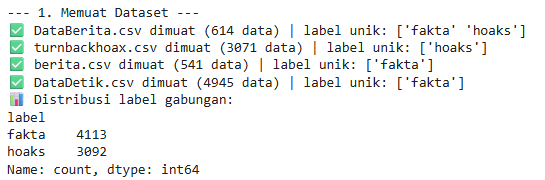 --- 1. Memuat Dataset ---
✅ DataBerita.csv dimuat (614 data) | label unik: ['fakta' 'hoaks']
✅ turnbackhoax.csv dimuat (3071 data) | label unik: ['hoaks']
✅ berita.csv dimuat (541 data) | label unik: ['fakta']
✅ DataDetik.csv dimuat (4945 data) | label unik: ['fakta']
📊 Distribusi label gabungan:
label
fakta    4113
hoaks    3092
Name: count, dtype: int64